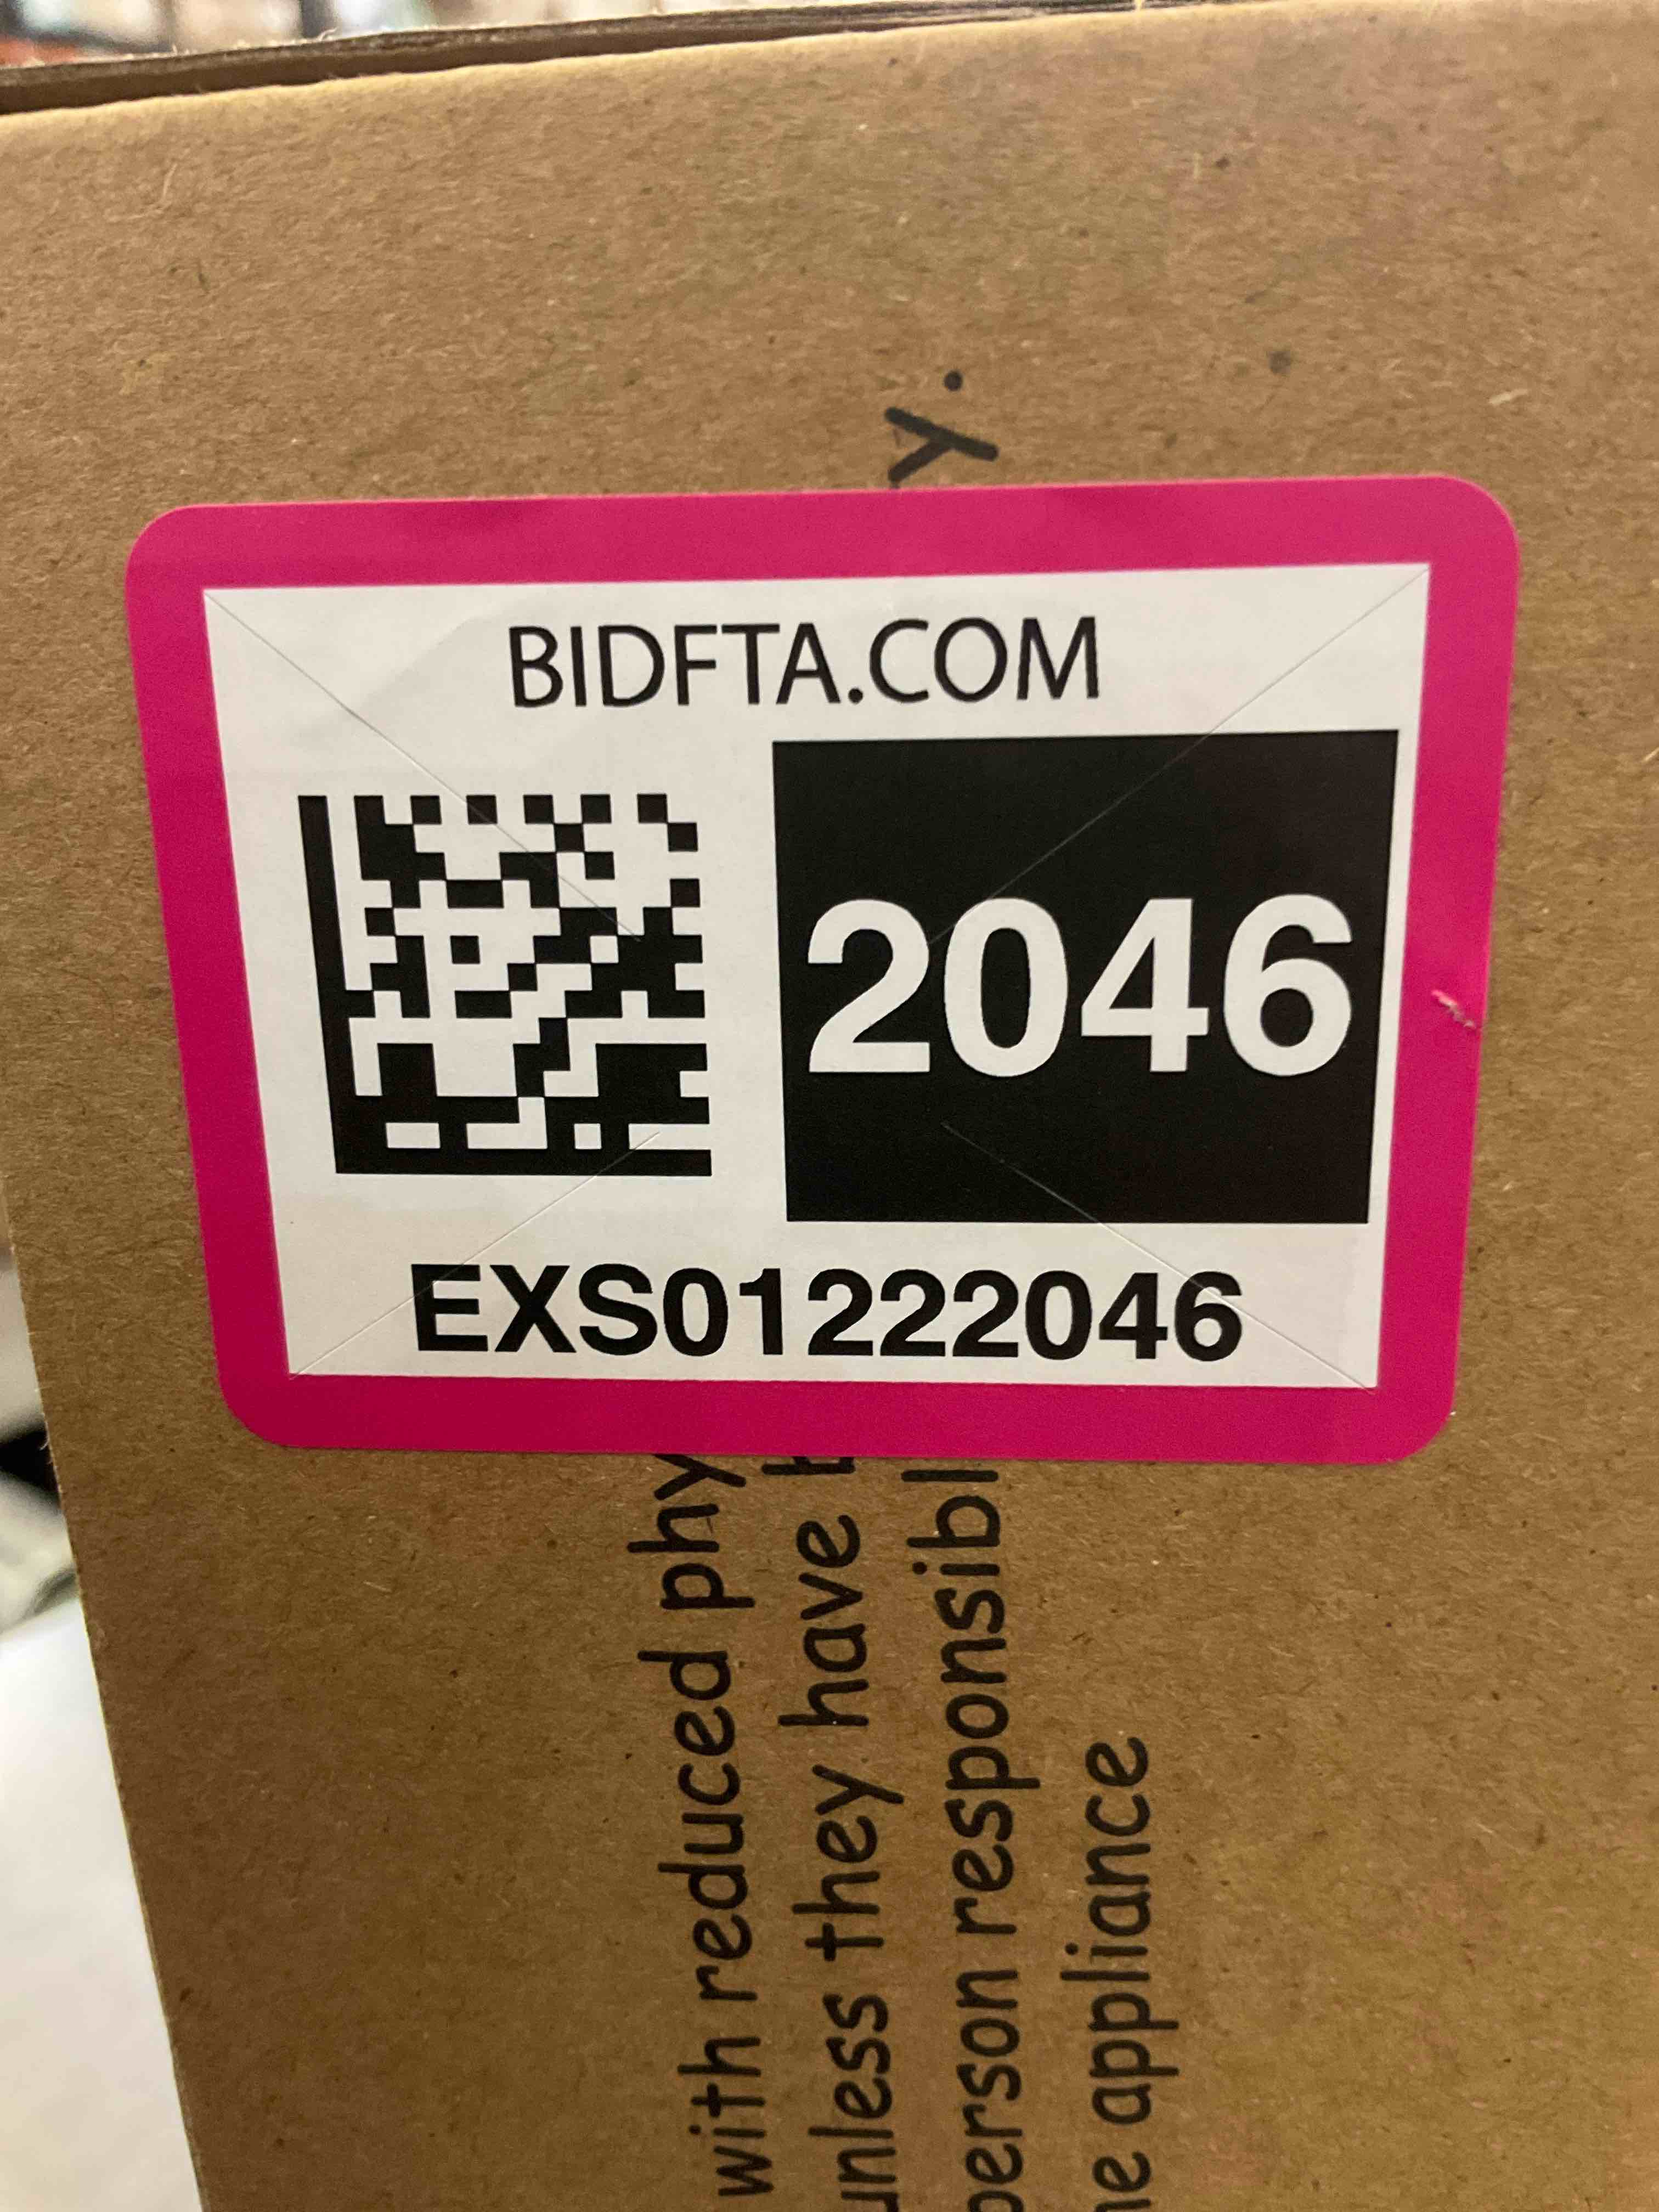 BIDFTA.COM
2046
EXS01222046
y.
with reduced phy
unless they have
person responsibl
appliance